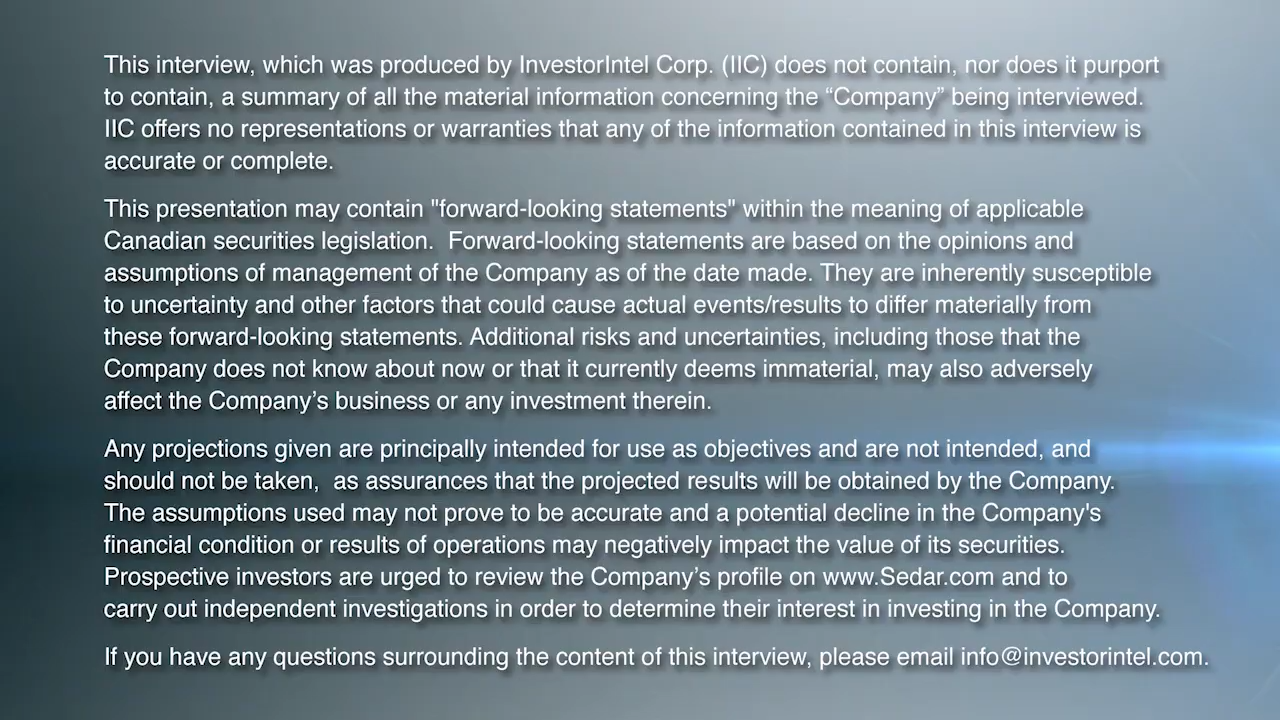 This interview, which was produced by InvestorIntel Corp. (IIC) does not contain, nor does it purport
to contain, a summary of all the material information concerning the “Company” being interviewed.
IIC offers no representations or warranties that any of the information contained in this interview is
accurate or complete.
This presentation may contain "forward-looking statements" within the meaning of applicable
Canadian securities legislation.  Forward-looking statements are based on the opinions and
assumptions of management of the Company as of the date made. They are inherently susceptible
to uncertainty and other factors that could cause actual events/results to differ materially from
these forward-looking statements. Additional risks and uncertainties, including those that the
Company does not know about now or that it currently deems immaterial, may also adversely
affect the Company’s business or any investment therein.
Any projections given are principally intended for use as objectives and are not intended, and
should not be taken,  as assurances that the projected results will be obtained by the Company.
The assumptions used may not prove to be accurate and a potential decline in the Company's
financial condition or results of operations may negatively impact the value of its securities.
Prospective investors are urged to review the Company’s profile on www.Sedar.com and to
carry out independent investigations in order to determine their interest in investing in the Company.
If you have any questions surrounding the content of this interview, please email info@investorintel.com.